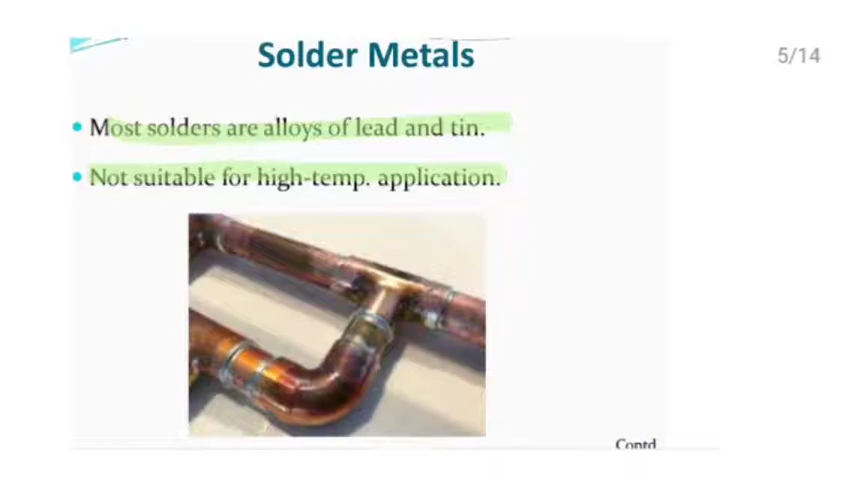 Solder Metals
5/14
• Most solders are alloys of lead and tin.
• Not suitable for high-temp. application.
Contd